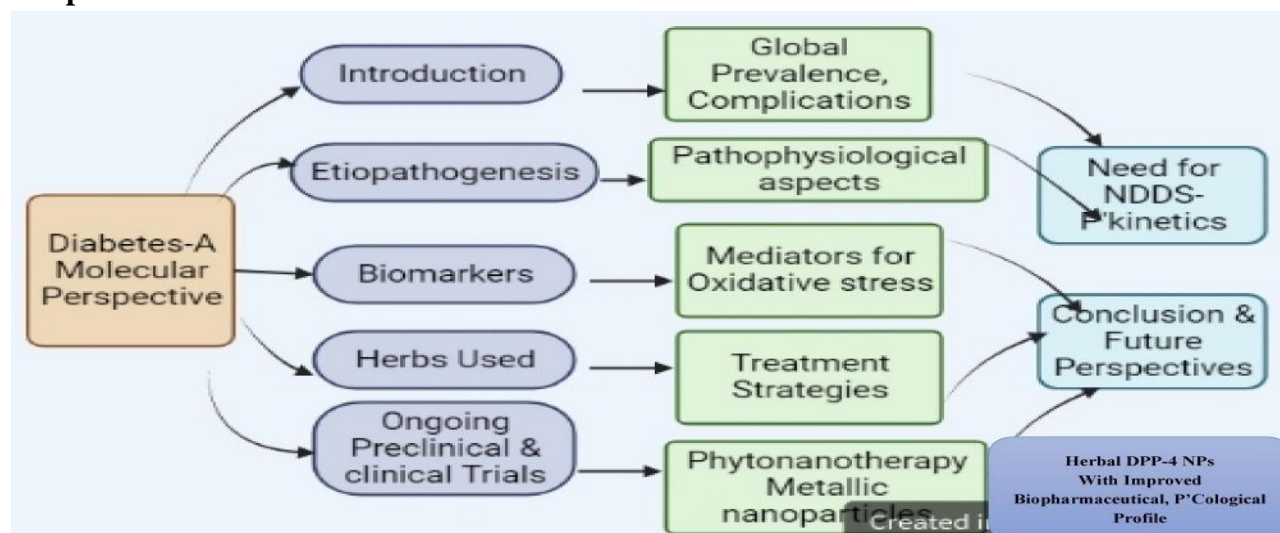 Introduction
Global
Prevalence,
Complications
Etiopathogenesis
Pathophysiological
aspects
Need for
NDDS-
P'kinetics
Diabetes-A
Molecular
Perspective
Biomarkers
Mediators for
Oxidative stress
Conclusion &
Future
Perspectives
Herbs Used
Treatment
Strategies
Ongoing
Preclinical &
clinical Trials
Phytonanotherapy
Metallic
nanoparticles
Created in
Herbal DPP-4 NPs
With Improved
Biopharmaceutical, P'Cological
Profile